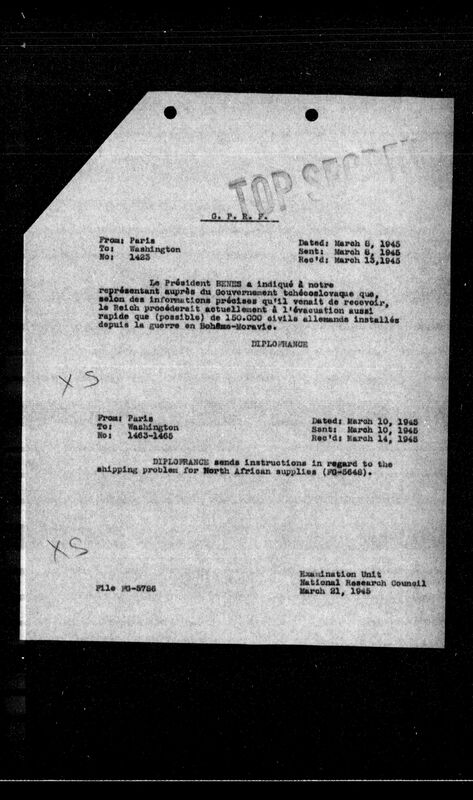 TOP SECRET
G. P. R. F.
From: Paris
To: Washington
No: 1423
Dated: March 8, 1945
Sent: March 8, 1945
Rec'd: March 13,1945
Le Président BENES a indiqué à notre
représentant auprès du Gouvernement tchécoslovaque que,
selon des informations précises qu'il venait de recevoir,
le Reich procéderait actuellement à l'évacuation aussi
rapide que (possible) de 150.000 civils allemands installés
depuis la guerre en Bohême-Moravie.
DIPLOFRANCE
XS
From: Paris
To: Washington
No: 1463-1465
Dated: March 10, 1945
Sent: March 10, 1945
Rec'd: March 14, 1945
DIPLOFRANCE sends instructions in regard to the
shipping problem for North African supplies (FG-5648).
XS
File FG-5786
Examination Unit
National Research Council
March 21, 1945